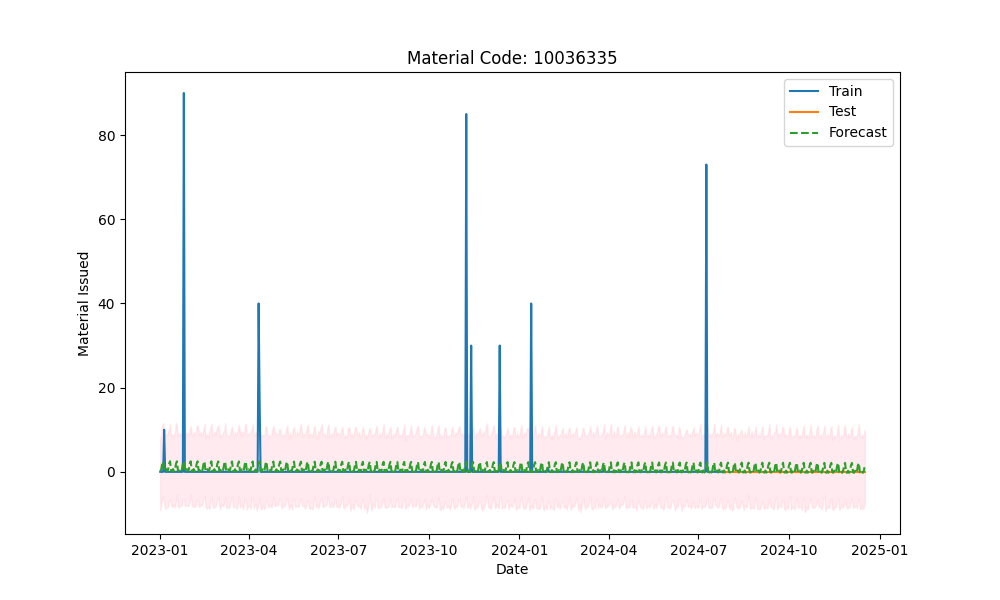 Material Code: 10036335
Train
Test
Forecast
Material Issued
80
60
40
20
0
2023-01 2023-04 2023-07 2023-10 2024-01 2024-04 2024-07 2024-10 2025-01
Date